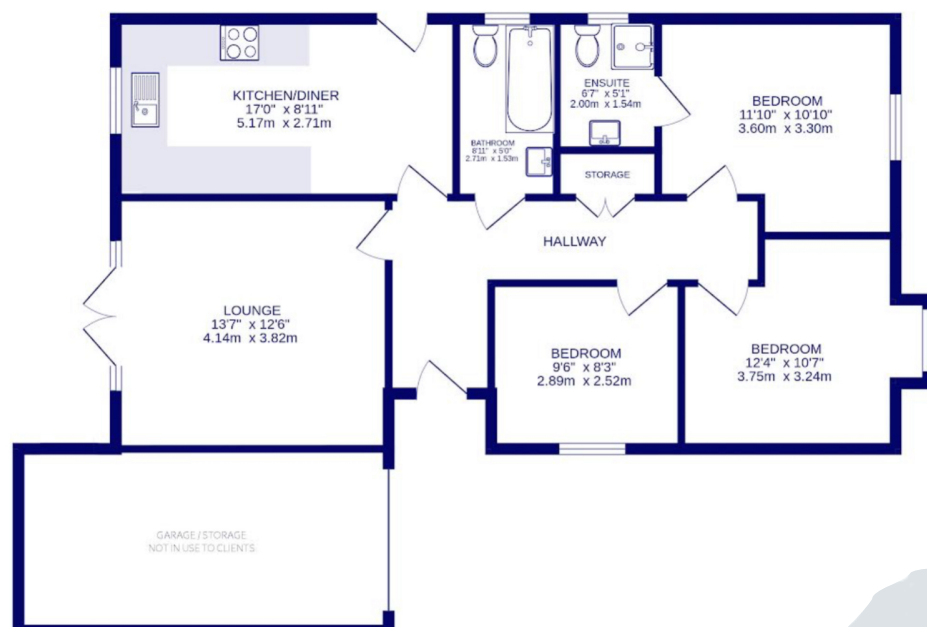 KITCHEN/DINER
17'0" x 8'11"
5.17m x 2.71m
BATHROOM
8'11" x 5'0"
2.71m x 1.53m
ENSUITE
6'7" x 5'1"
2.00m x 1.54m
BEDROOM
11'10" x 10'10"
3.60m x 3.30m
STORAGE
HALLWAY
LOUNGE
13'7" x 12'6"
4.14m x 3.82m
BEDROOM
9'6" x 8'3"
2.89m x 2.52m
BEDROOM
12'4" x 10'7"
3.75m x 3.24m
GARAGE / STORAGE
NOT IN USE TO CLIENTS